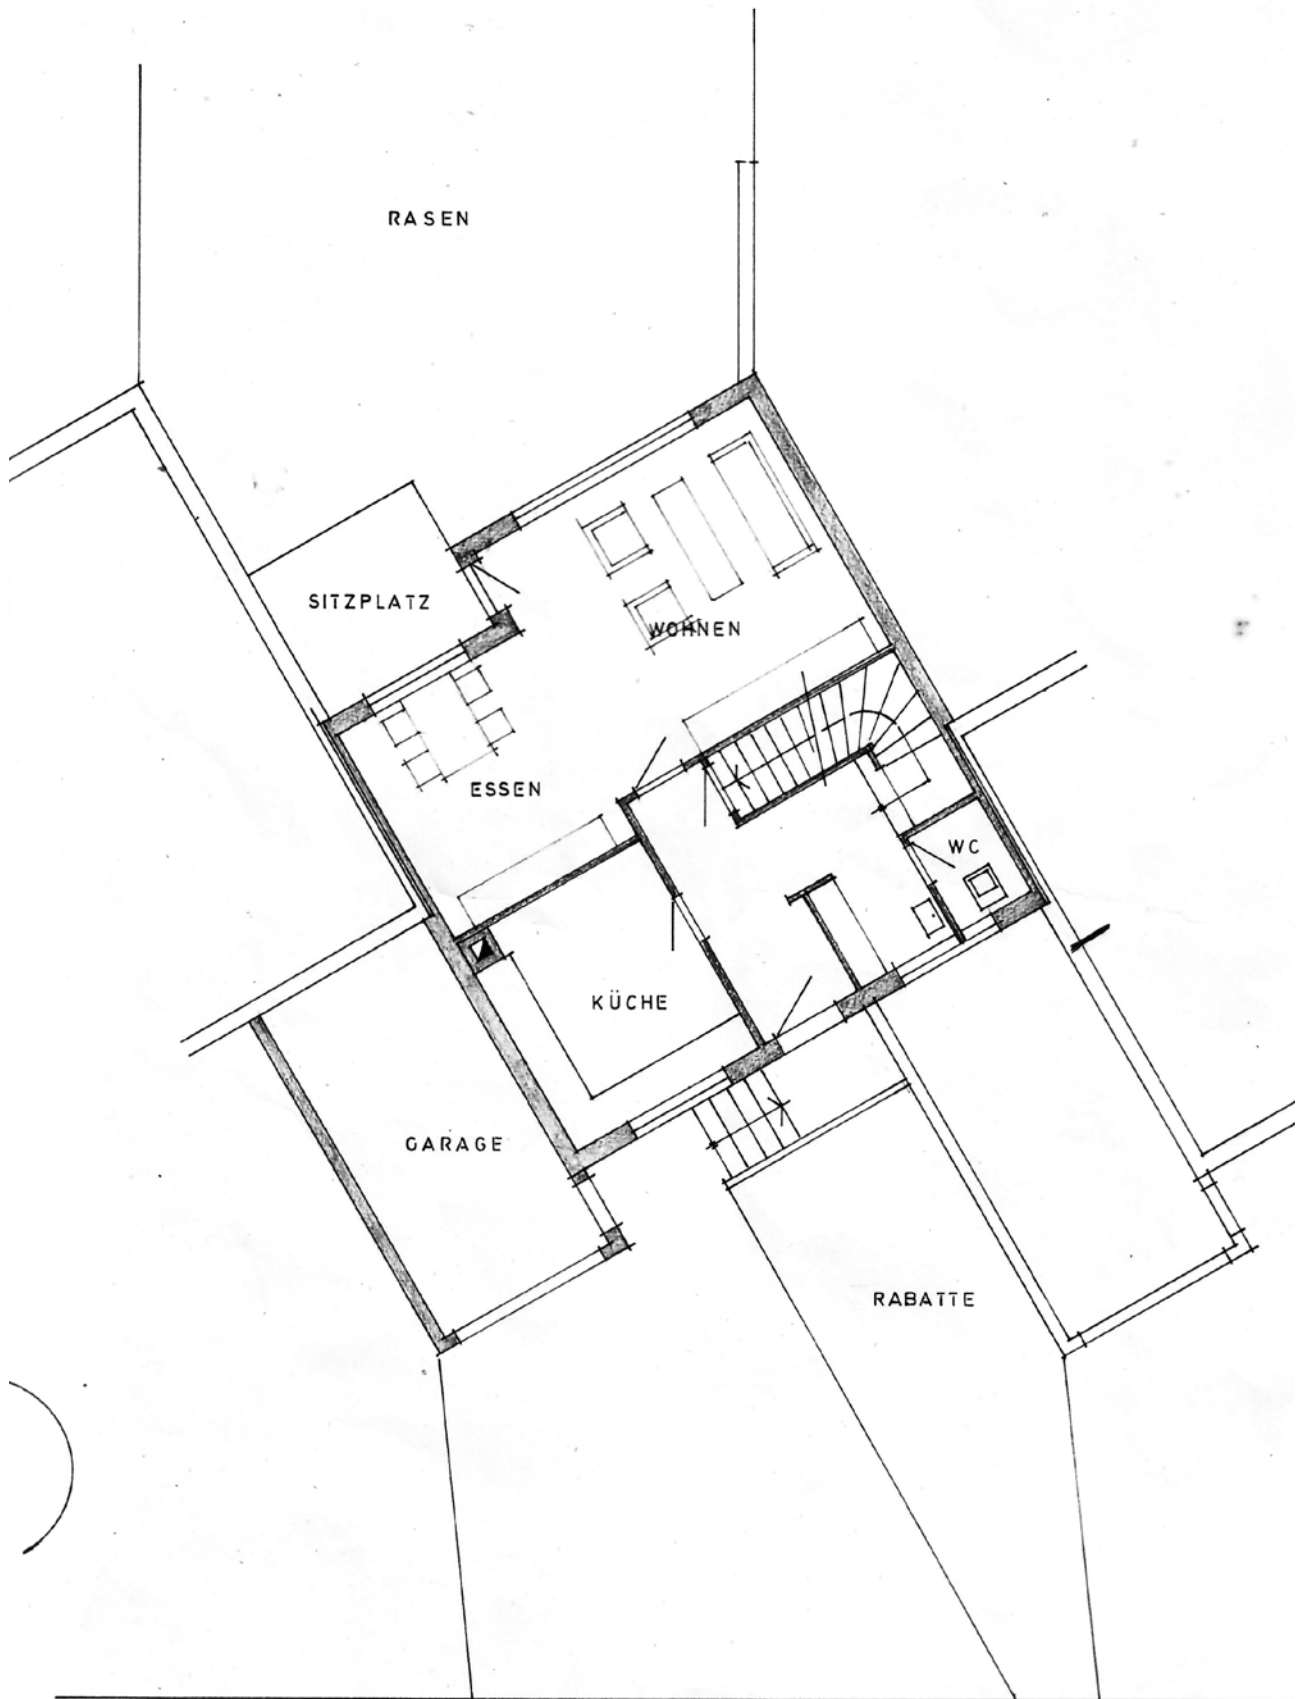 RASEN
SITZPLATZ
WOHNEN
ESSEN
WC
KÜCHE
GARAGE
RABATTE